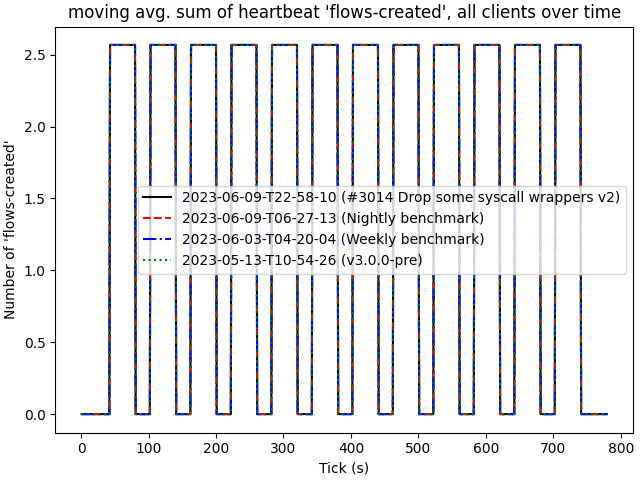 moving avg. sum of heartbeat 'flows-created', all clients over time
Number of 'flows-created'
2.5
2.0
1.5
1.0
0.5
0.0
2023-06-09-T22-58-10 (#3014 Drop some syscall wrappers v2)
2023-06-09-T06-27-13 (Nightly benchmark)
2023-06-03-T04-20-04 (Weekly benchmark)
2023-05-13-T10-54-26 (v3.0.0-pre)
0 100 200 300 400 500 600 700 800
Tick (s)